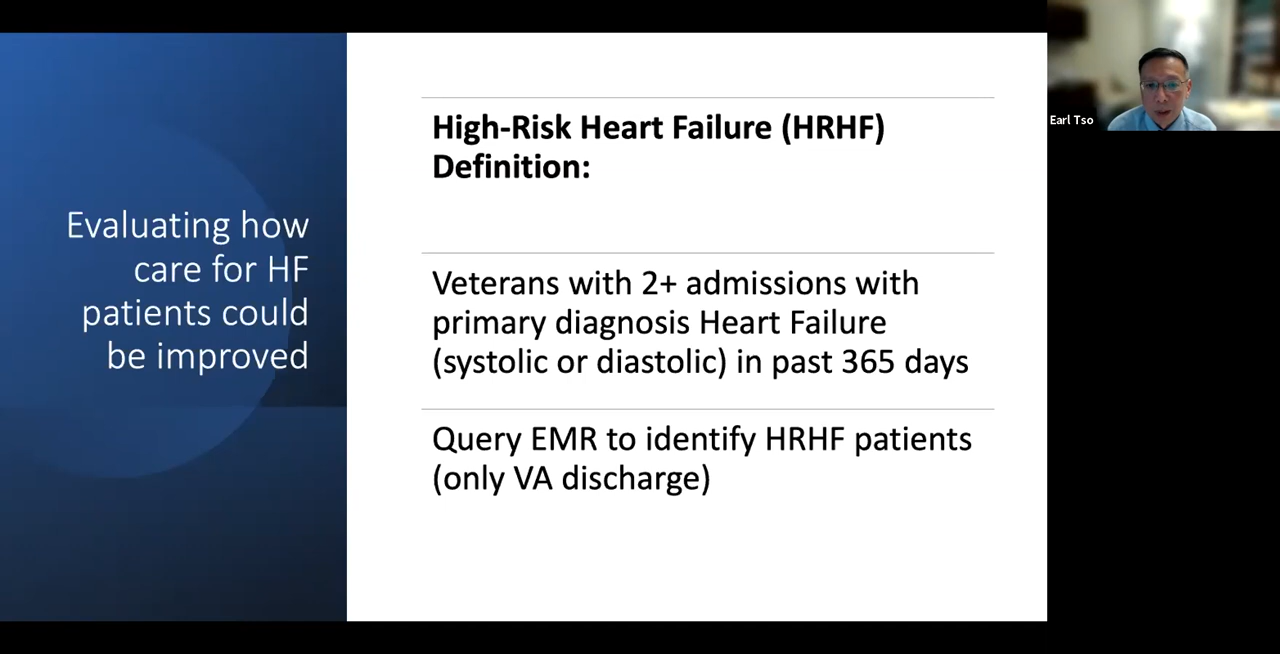 Evaluating how
care for HF
patients could
be improved
High-Risk Heart Failure (HRHF)
Definition:
Veterans with 2+ admissions with
primary diagnosis Heart Failure
(systolic or diastolic) in past 365 days
Query EMR to identify HRHF patients
(only VA discharge)
Earl Tso